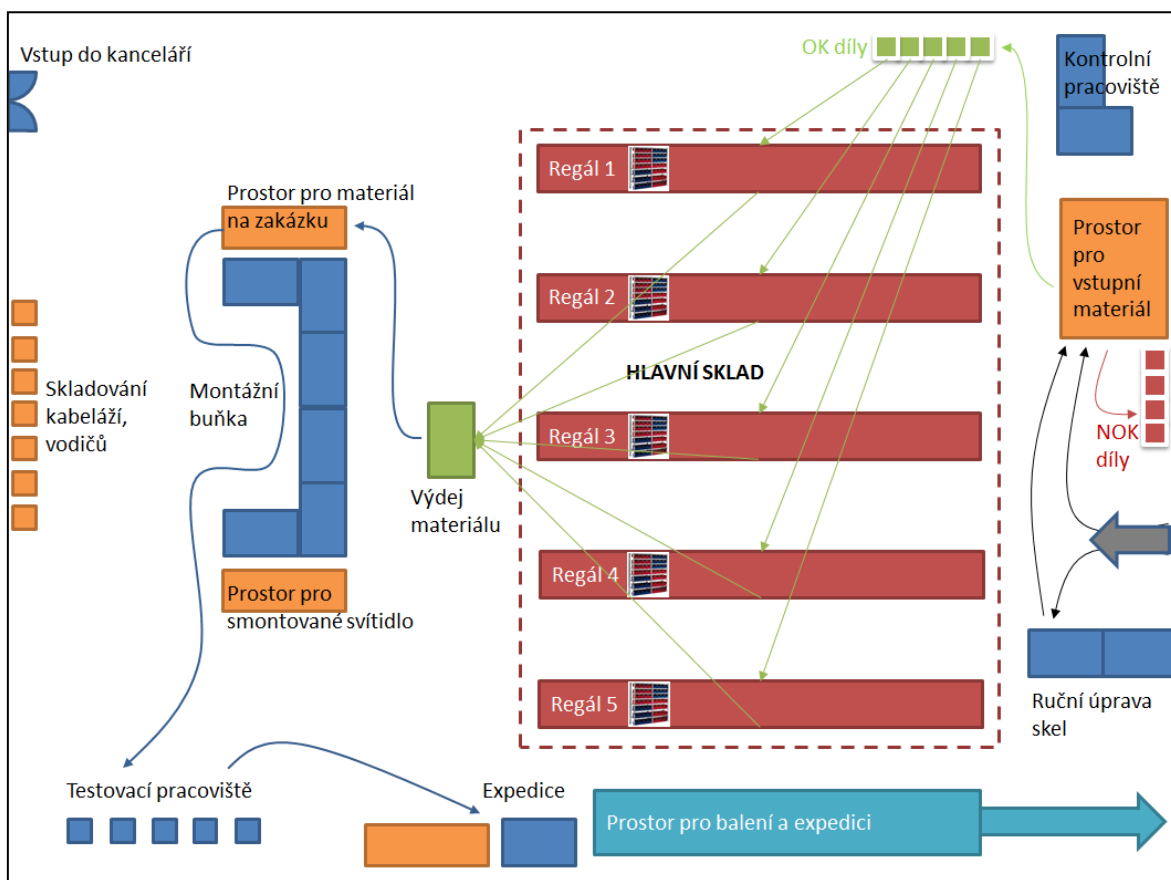 Vstup do kanceláří
OK díly
Kontrolní
pracoviště
Regál 1
Prostor pro materiál
na zakázku
Prostor
pro
vstupní
materiál
Regál 2
HLAVNÍ SKLAD
Skladování
kabeláží,
vodičů
Montážní
buňka
Regál 3
NOK
díly
Výdej
materiálu
Regál 4
Prostor pro
smontované svítidlo
Regál 5
Ruční úprava
skel
Testovací pracoviště
Expedice
Prostor pro balení a expedici